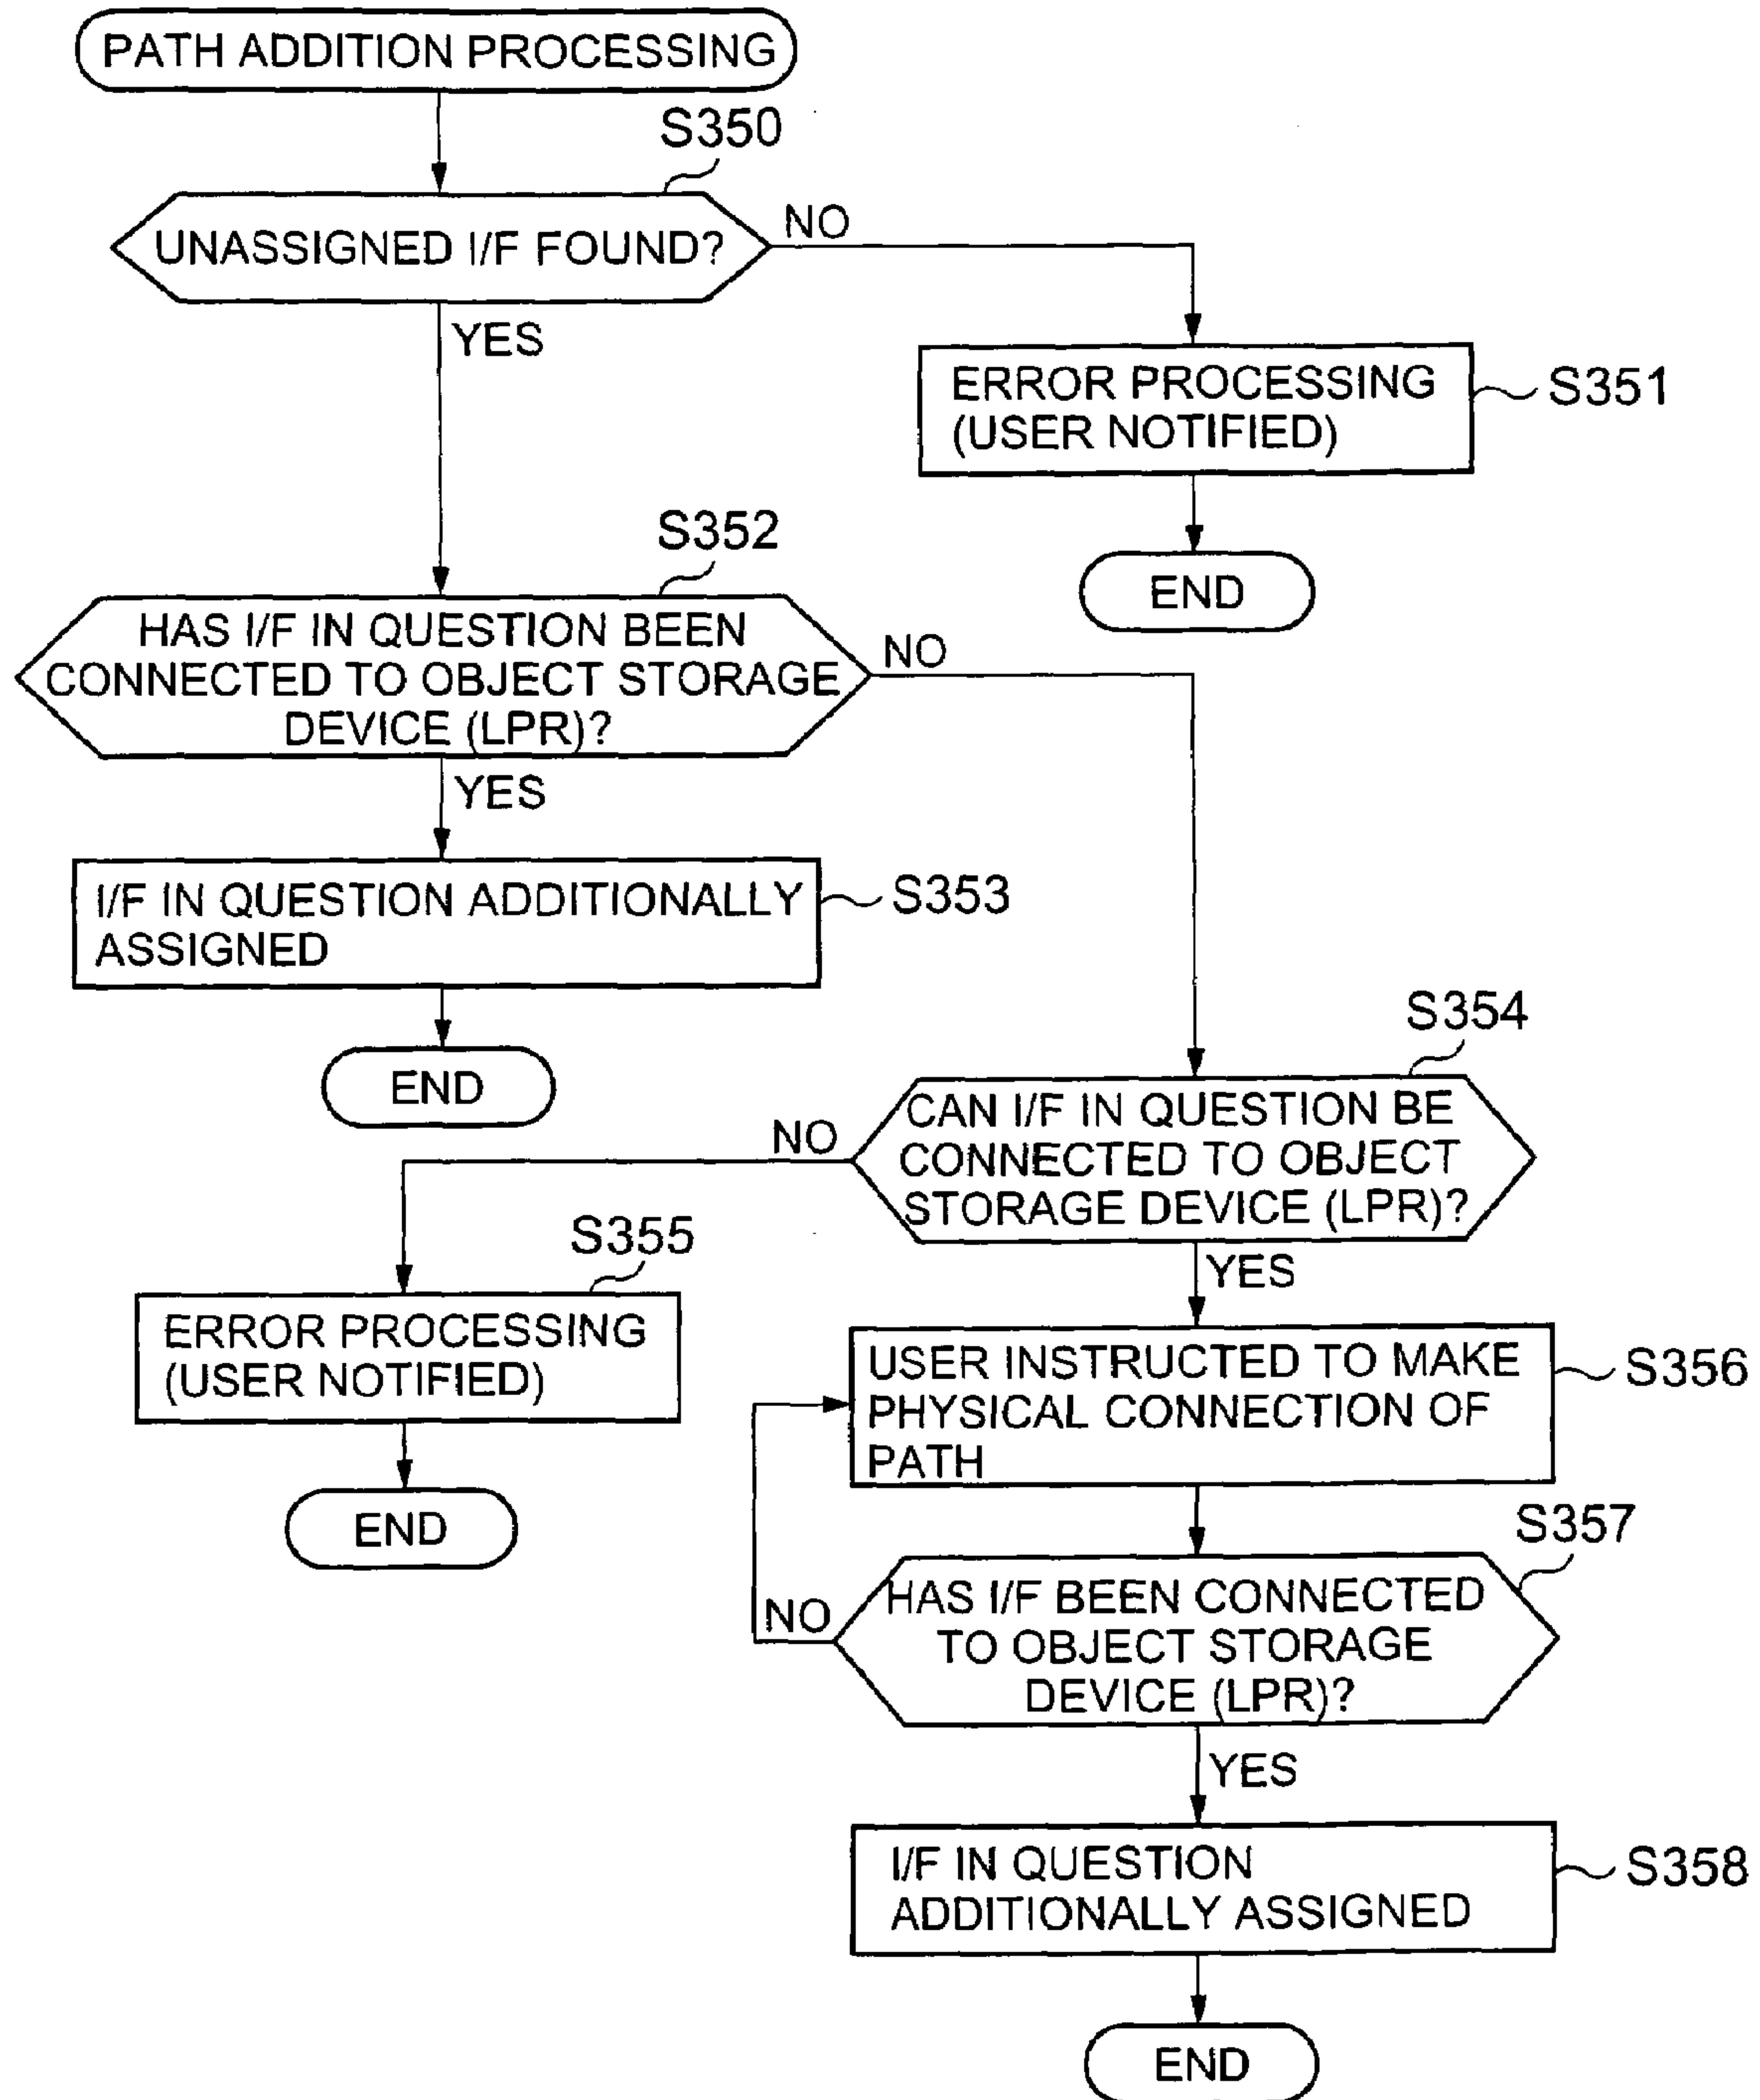 PATH ADDITION PROCESSING
S350
UNASSIGNED I/F FOUND?
NO
YES
ERROR PROCESSING
(USER NOTIFIED)
S351
END
S352
HAS I/F IN QUESTION BEEN
CONNECTED TO OBJECT STORAGE
DEVICE (LPR)?
NO
YES
I/F IN QUESTION ADDITIONALLY
ASSIGNED
S353
END
S354
CAN I/F IN QUESTION BE
CONNECTED TO OBJECT
STORAGE DEVICE (LPR)?
NO
YES
S355
ERROR PROCESSING
(USER NOTIFIED)
END
USER INSTRUCTED TO MAKE
PHYSICAL CONNECTION OF
PATH
S356
S357
HAS I/F BEEN CONNECTED
TO OBJECT STORAGE
DEVICE (LPR)?
NO
YES
I/F IN QUESTION
ADDITIONALLY ASSIGNED
S358
END